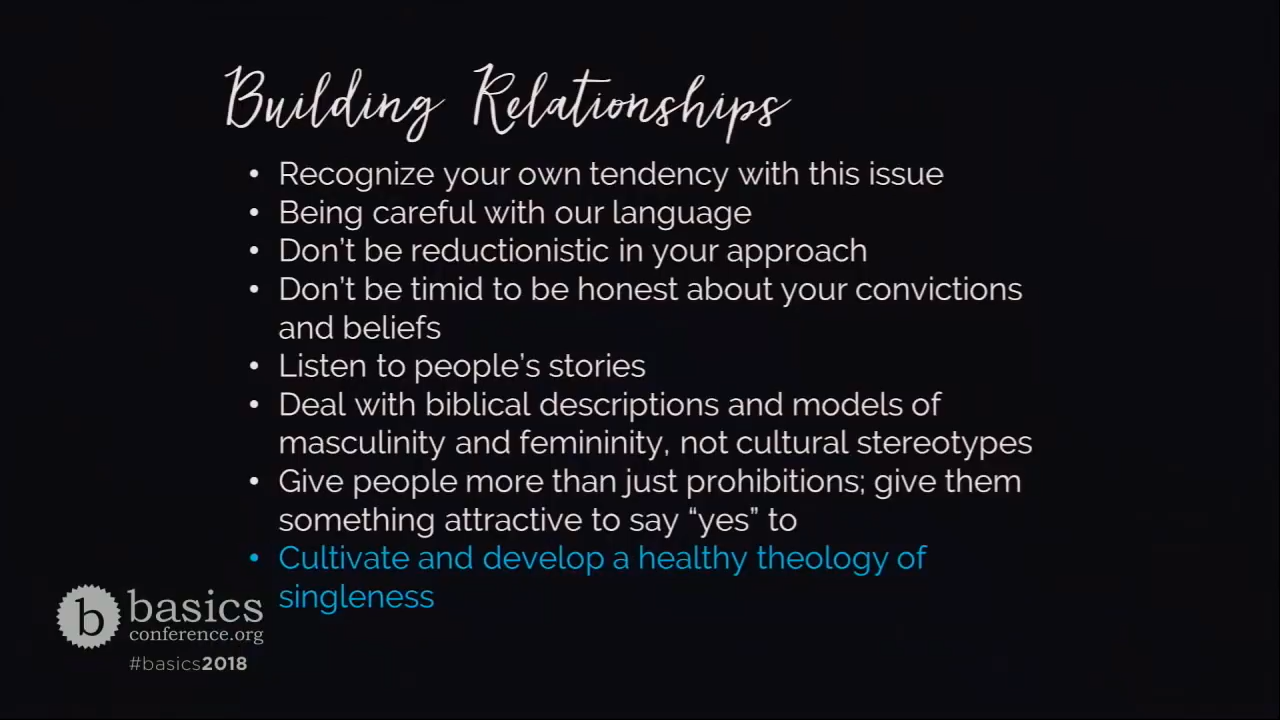 Building Relationships
• Recognize your own tendency with this issue
• Being careful with our language
• Don't be reductionistic in your approach
• Don't be timid to be honest about your convictions
and beliefs
• Listen to people's stories
• Deal with biblical descriptions and models of
masculinity and femininity, not cultural stereotypes
• Give people more than just prohibitions; give them
something attractive to say “yes” to
• Cultivate and develop a healthy theology of
singleness
b basics
conference.org
#basics2018